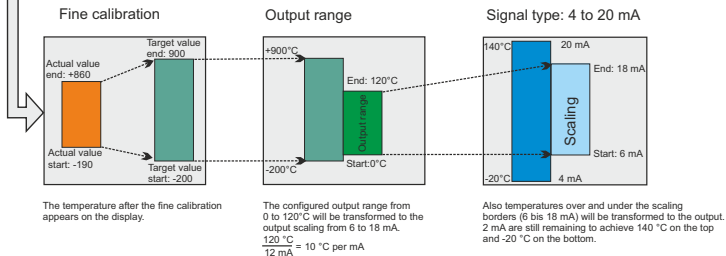 Fine calibration
Output range
Signal type: 4 to 20 mA
Target value
end: 900
Actual value
end: +860
Actual value
start: -190
Target value
start: -200
+900°C
End: 120°C
Output range
Start:0°C
-200°C
140°C
20 mA
End: 18 mA
Scaling
Start: 6 mA
-20°C
4 mA
The temperature after the fine calibration
appears on the display.
The configured output range from
0 to 120°C will be transformed to the
output scaling from 6 to 18 mA.
120 °C
12 mA = 10 °C per mA
Also temperatures over and under the scaling
borders (6 bis 18 mA) will be transformed to the output.
2 mA are still remaining to achieve 140 °C on the top
and -20 °C on the bottom.